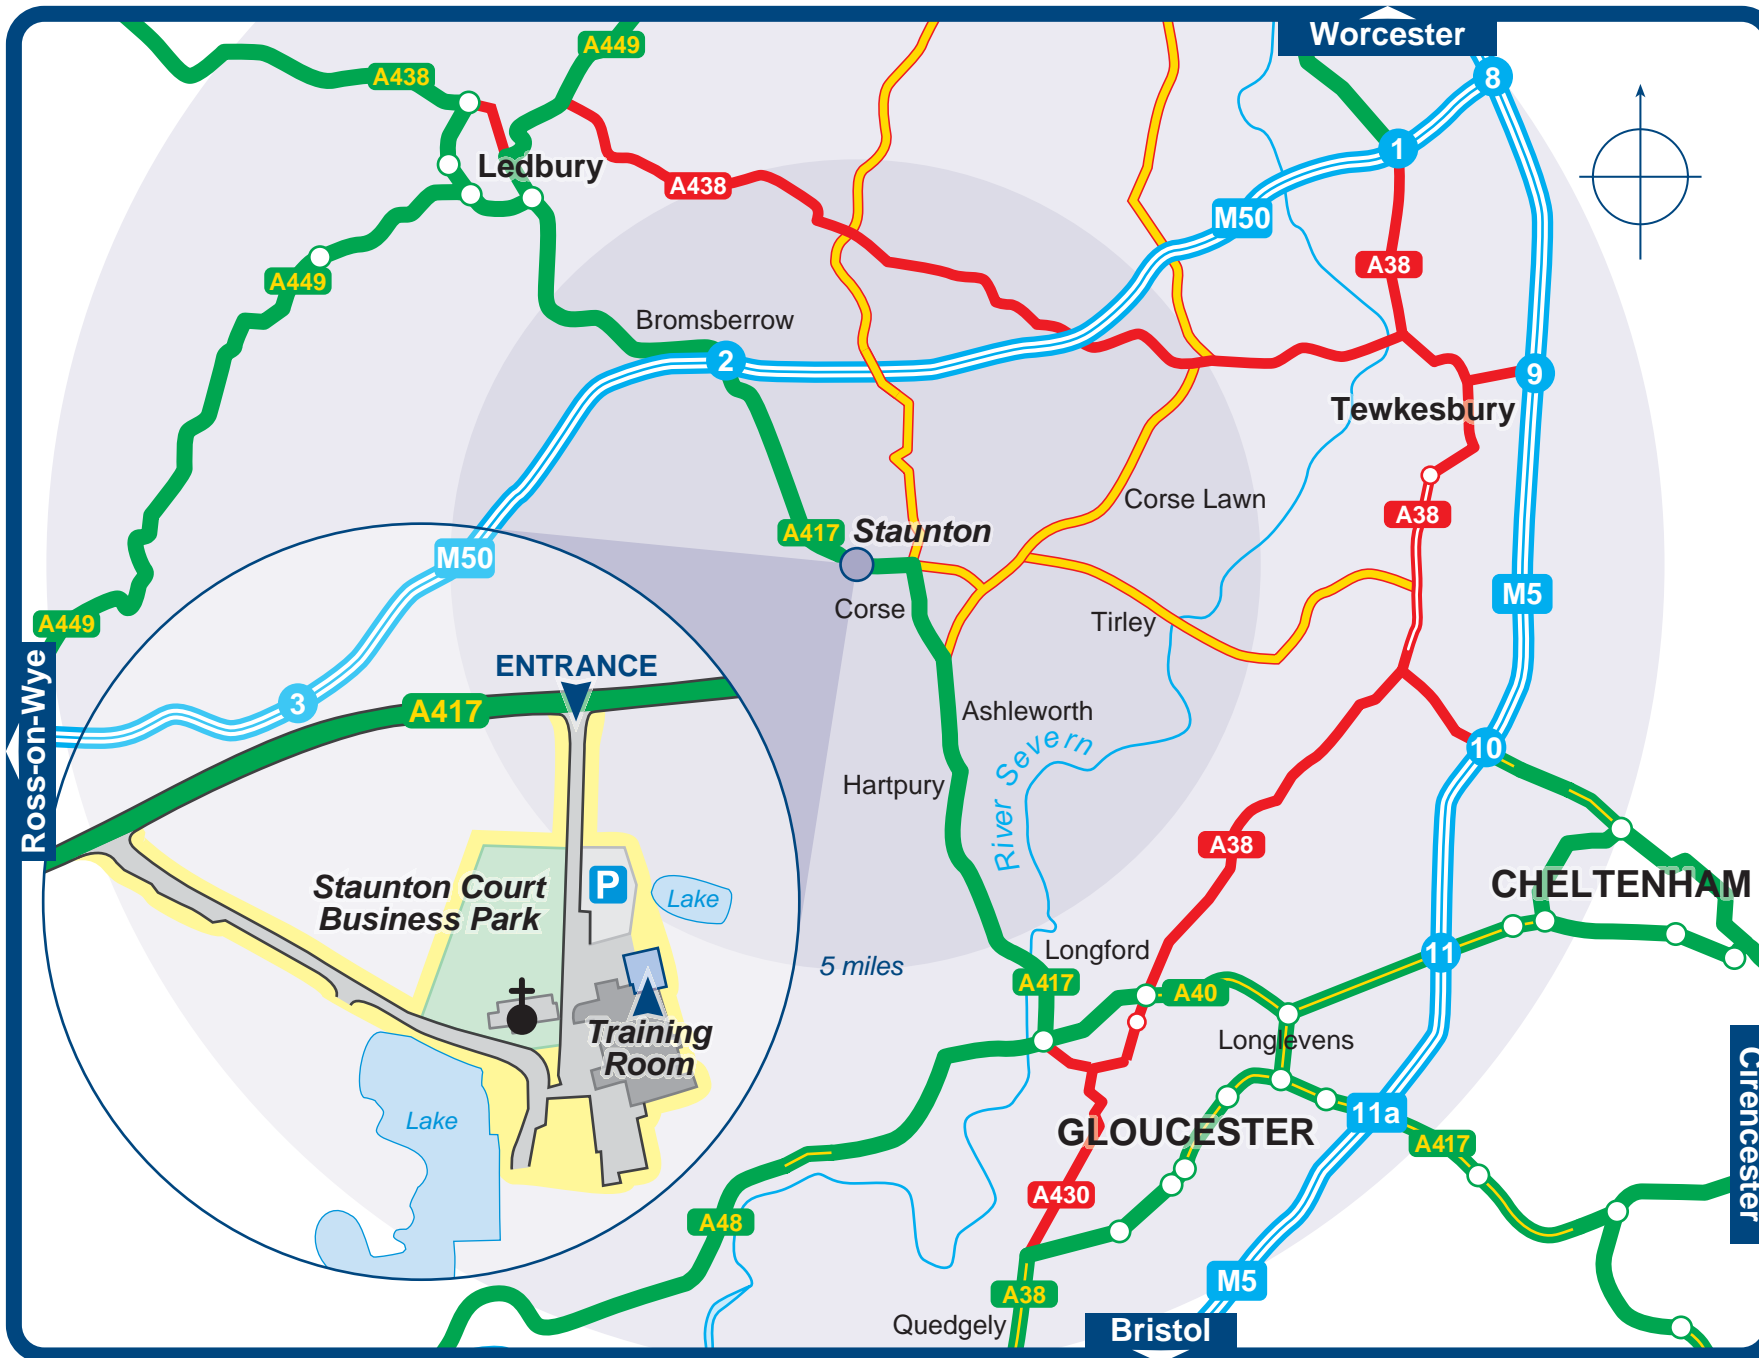 Worcester
A449
A438
8
1
Ledbury
A438
M50
A38
A449
Bromsberrow
2
9
Tewkesbury
Corse Lawn
A38
A417
Staunton
M50
M5
Corse
Tirley
A449
ENTRANCE
Ross-on-Wye
3
A417
Ashleworth
River Severn
10
Hartpury
A38
P
Staunton Court
Business Park
Lake
CHELTENHAM
Longford
11
5 miles
A417
A40
Training
Room
Longlevens
Cirencester
Lake
11a
GLOUCESTER
A417
A430
A48
M5
A38
Quedgely
Bristol